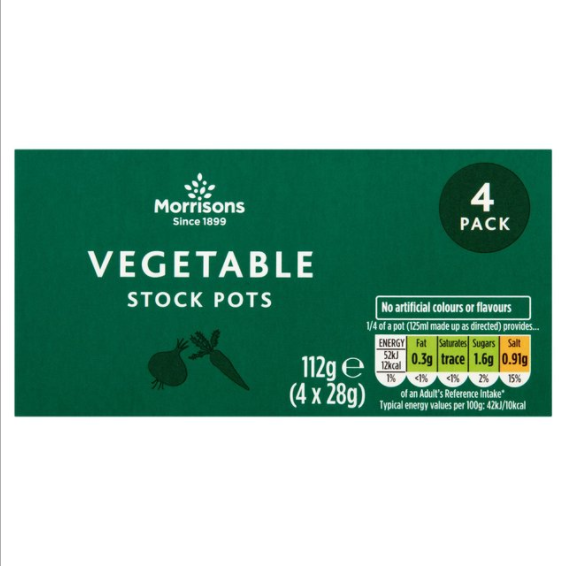 Morrisons
Since 1899
4
PACK
VEGETABLE
STOCK POTS
No artificial colours or flavours
1/4 of a pot (125ml made up as directed) provides...
ENERGY Fat Saturates Sugars Salt
52kJ
12kcal 0.3g trace 1.6g 0.91g
1% <1% <1% 2% 15%
of an Adult's Reference Intake*
Typical energy values per 100g: 42kJ/10kcal
112g ℮
(4 x 28g)